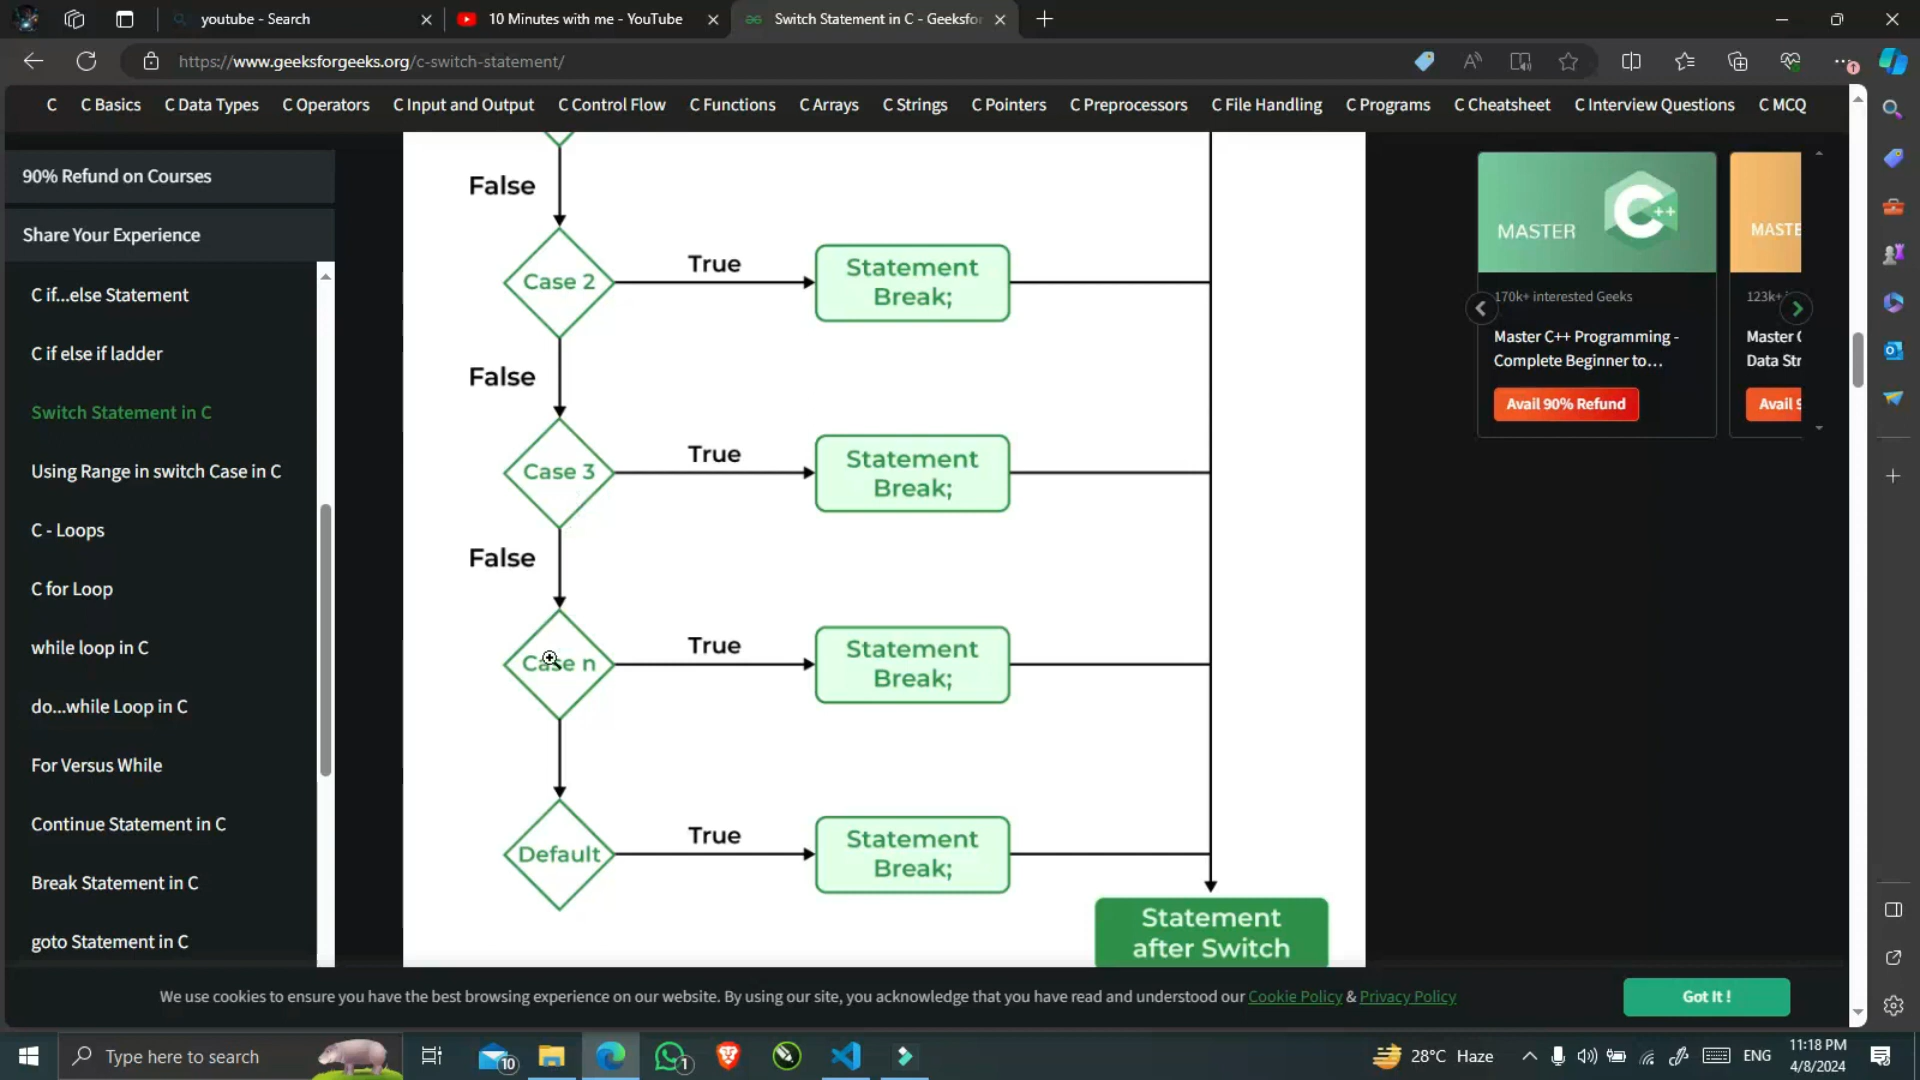 youtube - Search
10 Minutes with me - YouTube
Switch Statement in C - Geeksfo
https://www.geeksforgeeks.org/c-switch-statement/
C C Basics C Data Types C Operators C Input and Output C Control Flow C Functions C Arrays C Strings C Pointers C Preprocessors C File Handling C Programs C Cheatsheet C Interview Questions C MCQ
90% Refund on Courses
Share Your Experience
C if...else Statement
C if else if ladder
Switch Statement in C
Using Range in switch Case in C
C - Loops
C for Loop
while loop in C
do...while Loop in C
For Versus While
Continue Statement in C
Break Statement in C
goto Statement in C
False
Case 2
True
Statement
Break;
False
Case 3
True
Statement
Break;
False
Case n
True
Statement
Break;
Default
True
Statement
Break;
Statement
after Switch
MASTER
C++
170k+ interested Geeks
Master C++ Programming -
Complete Beginner to...
Avail 90% Refund
MASTE
123k+
Master
Data Str
Avail
We use cookies to ensure you have the best browsing experience on our website. By using our site, you acknowledge that you have read and understood our Cookie Policy & Privacy Policy
Got It !
Type here to search
10
1
28°C Haze
ENG
11:18 PM
4/8/2024